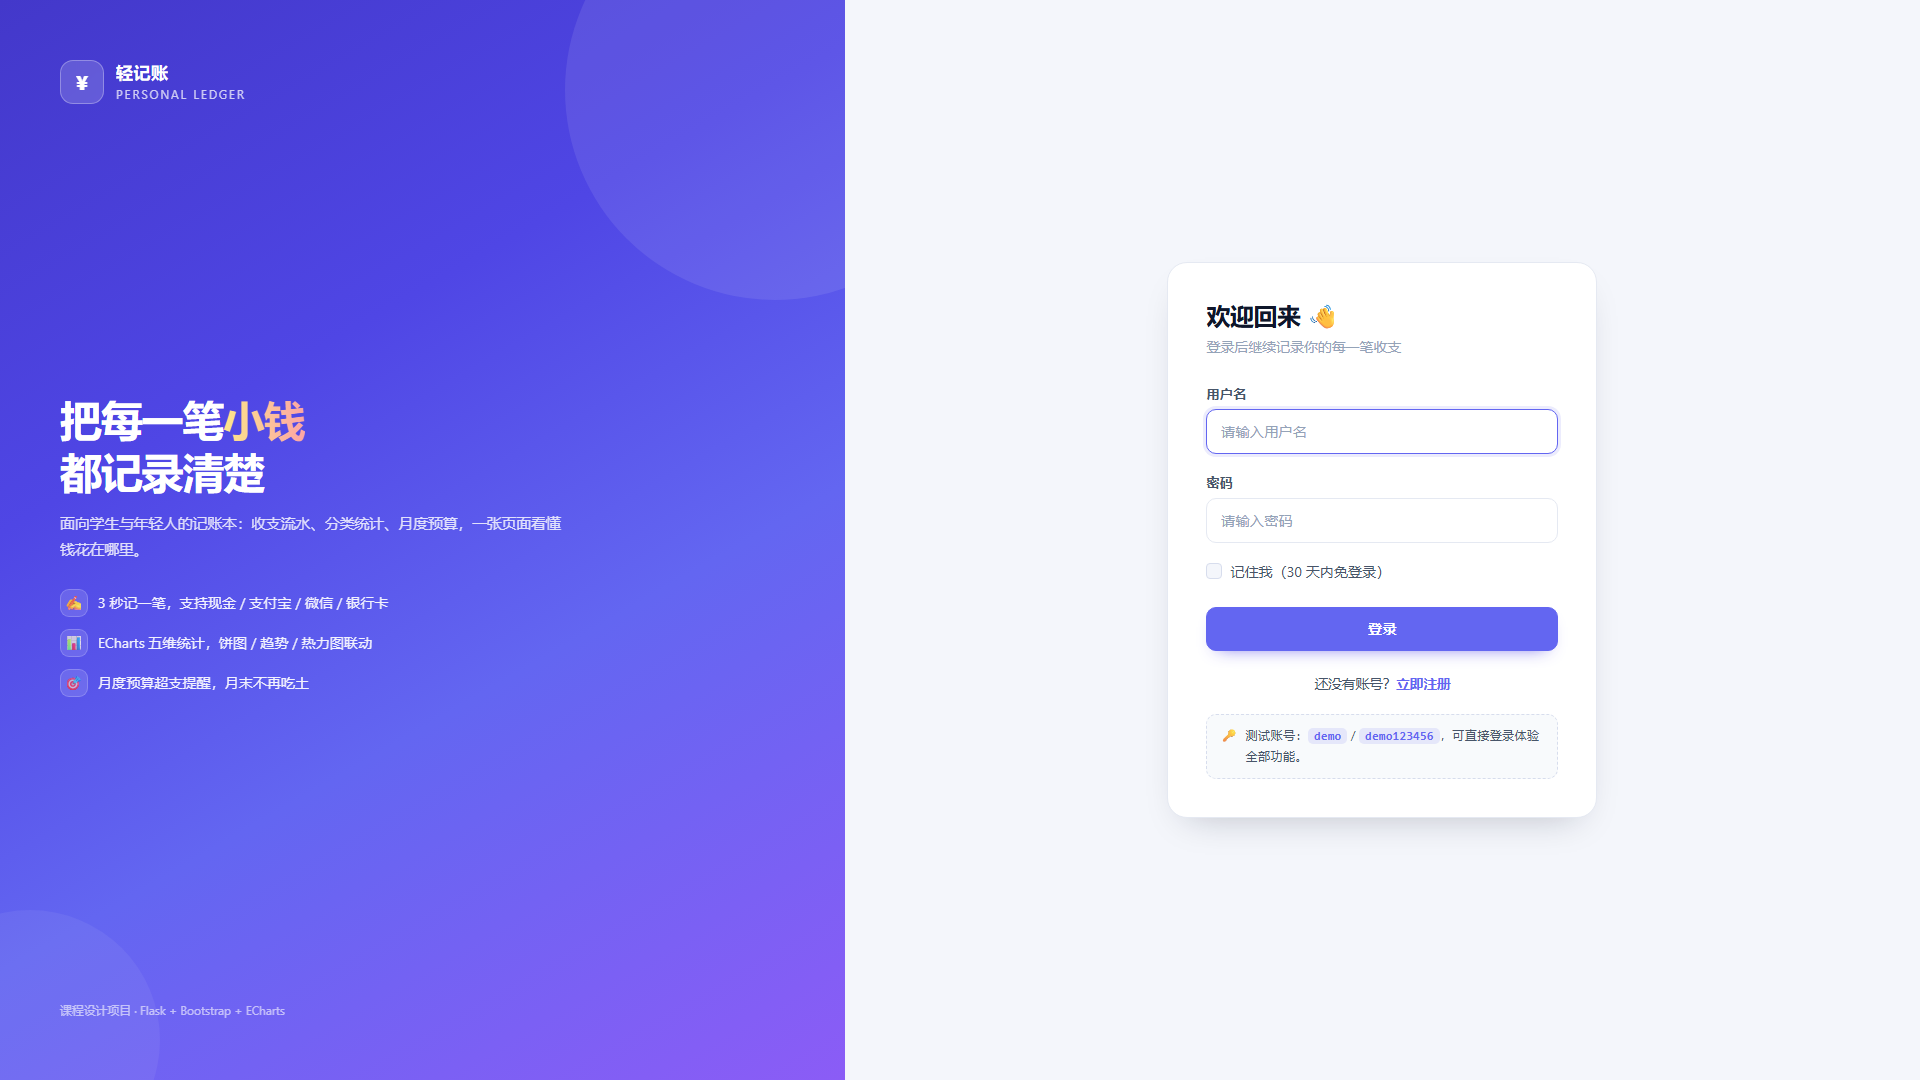 ¥
轻记账
PERSONAL LEDGER
把每一笔小钱
都记录清楚
面向学生与年轻人的记账本：收支流水、分类统计、月度预算，一张页面看懂
钱花在哪里。
3 秒记一笔，支持现金 / 支付宝 / 微信 / 银行卡
ECharts 五维统计，饼图 / 趋势 / 热力图联动
月度预算超支提醒，月末不再吃土
课程设计项目 · Flask + Bootstrap + ECharts
欢迎回来 👋
登录后继续记录你的每一笔收支
用户名
请输入用户名
密码
请输入密码
记住我（30 天内免登录）
登录
还没有账号？立即注册
测试账号：demo / demo123456，可直接登录体验
全部功能。